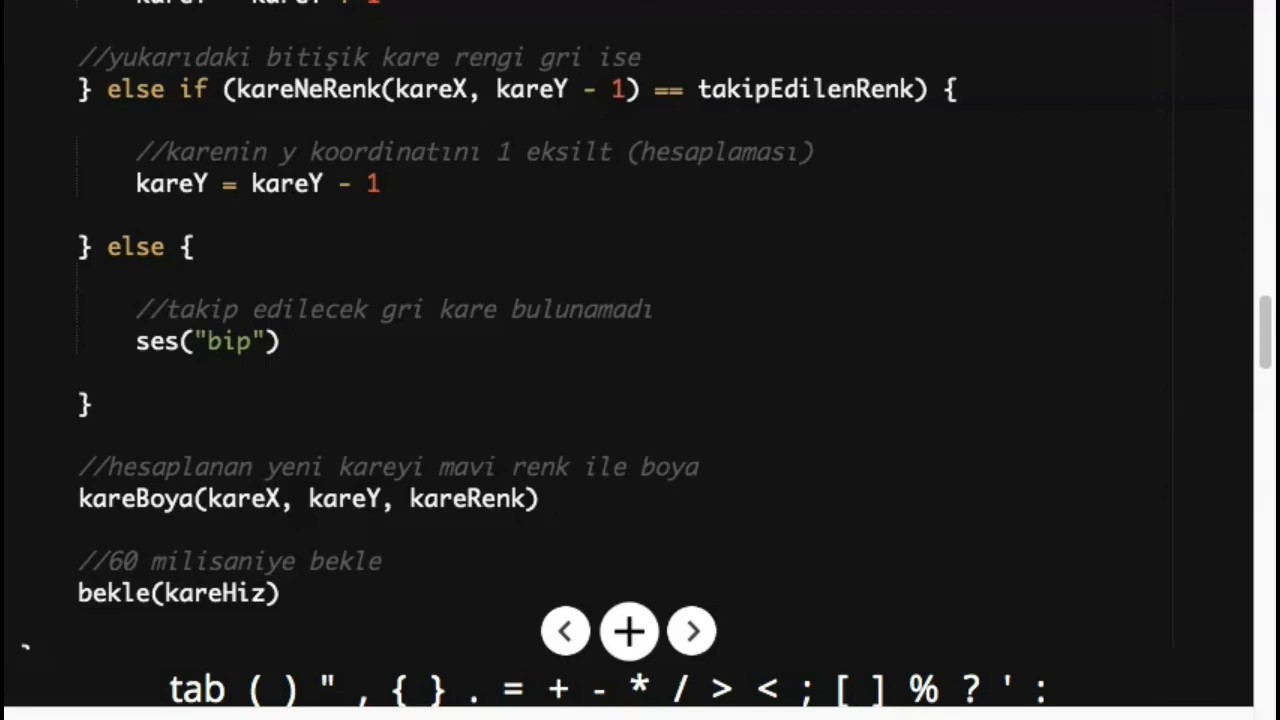 //yukarıdaki bitişik kare rengi gri ise
} else if (kareNeRenk(kareX, kareY - 1) == takipEdilenRenk) {
//karenin y koordinatını 1 eksilt (hesaplaması)
kareY = kareY - 1
} else {
//takip edilecek gri kare bulunamadı
ses("bip")
}
//hesaplanan yeni kareyi mavi renk ile boya
kareBoya(kareX, kareY, kareRenk)
//60 milisaniye bekle
bekle(kareHiz)
tab ( ) " , { } . = + - * / > < ; [ ] % ? ' :